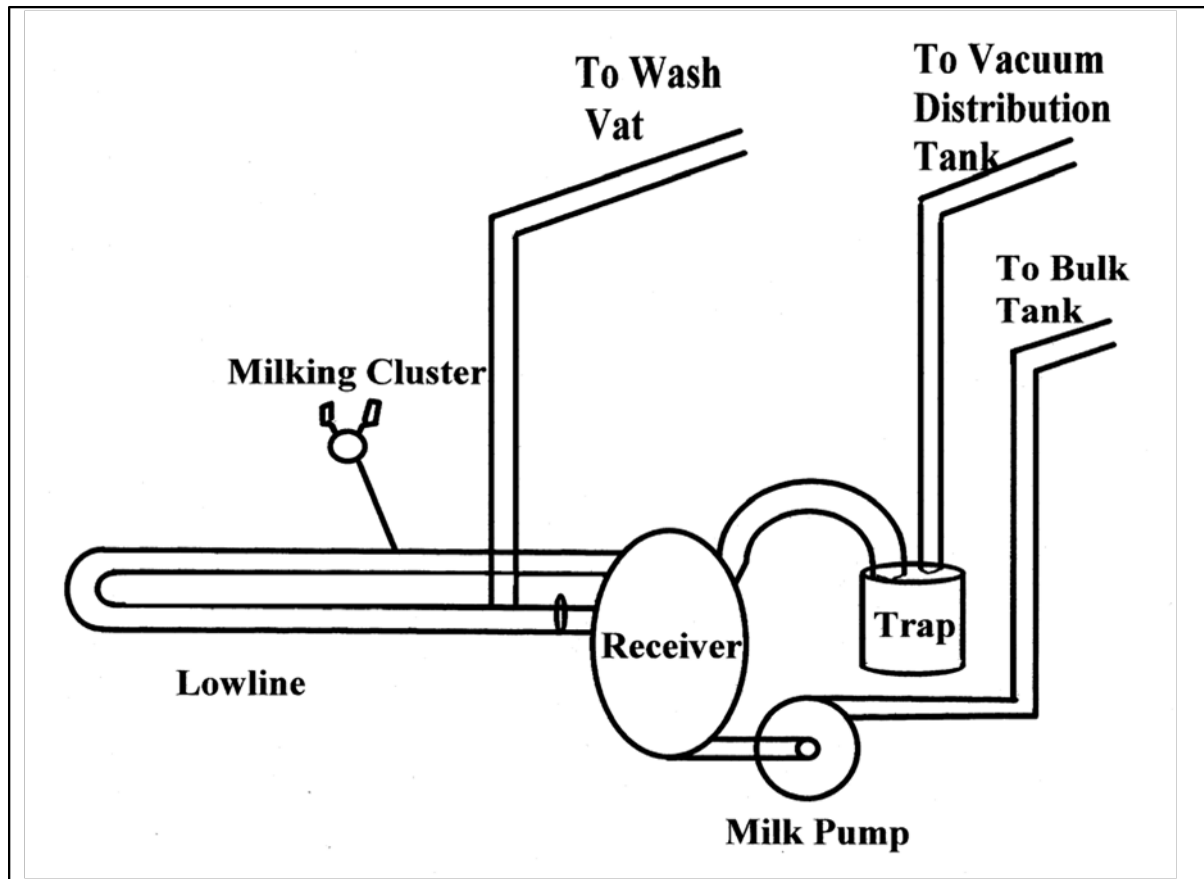 To Wash
Vat
To Vacuum
Distribution
Tank
To Bulk
Tank
Milking Cluster
Receiver
Trap
Lowline
Milk Pump